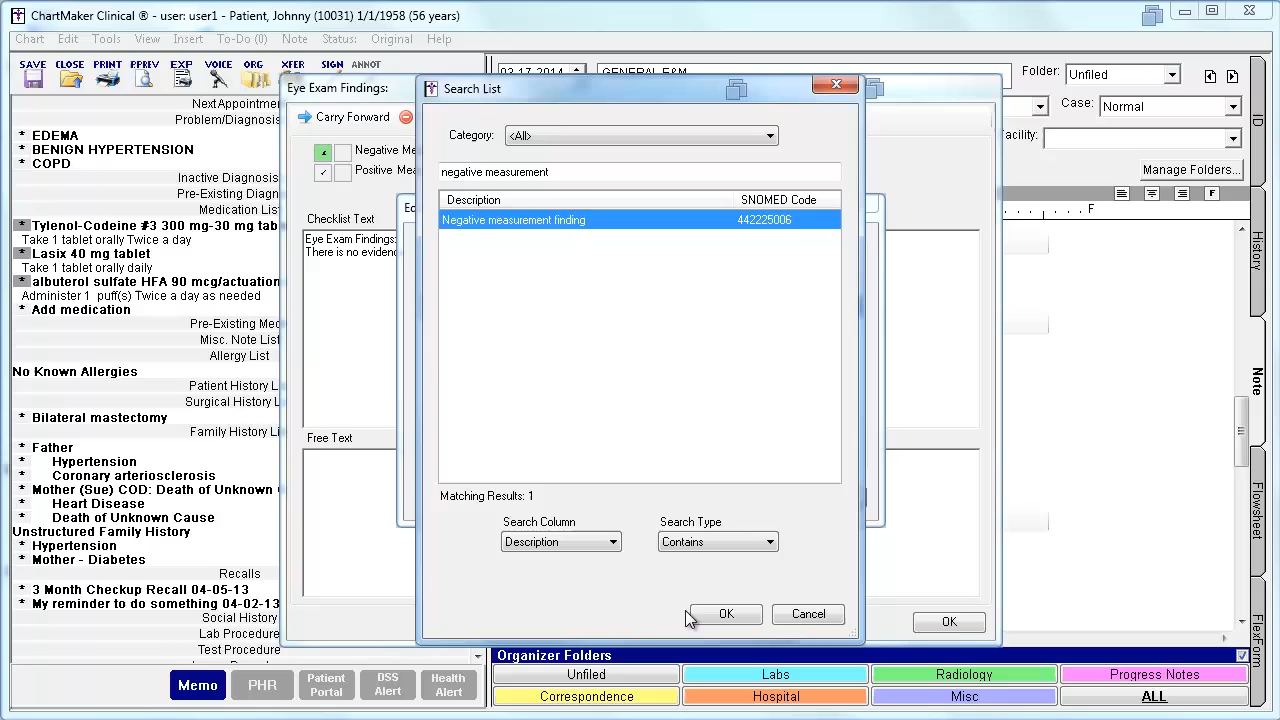 ChartMaker Clinical ® - user: user1 - Patient, Johnny (10031) 1/1/1958 (56 years)
Chart Edit Tools View Insert To-Do (0) Note Status: Original Help
SAVE CLOSE PRINT PPREV EXP VOICE ORG XFER SIGN ANNOT
NextAppointmen
Problem/Diagnosis
* EDEMA
* BENIGN HYPERTENSION
* COPD
Inactive Diagnosis
Pre-Existing Diagn
Medication List
* Tylenol-Codeine #3 300 mg-30 mg tab
Take 1 tablet orally Twice a day
* Lasix 40 mg tablet
Take 1 tablet orally daily
* albuterol sulfate HFA 90 mcg/actuation
Administer 1 puff(s) Twice a day as needed
* Add medication
Pre-Existing Med
Misc. Note List
Allergy List
No Known Allergies
Patient History L
Surgical History L
* Bilateral mastectomy
Family History Li
* Father
* Hypertension
* Coronary arteriosclerosis
* Mother (Sue) COD: Death of Unknown
* Heart Disease
* Death of Unknown Cause
Unstructured Family History
* Hypertension
* Mother - Diabetes
Recalls
* 3 Month Checkup Recall 04-05-13
* My reminder to do something 04-02-13
Social History
Lab Procedure
Test Procedure
Memo
PHR
Patient Portal
DSS Alert
Health Alert
Eye Exam Findings:
Carry Forward
Negative Me
Positive Mea
Checklist Text
Eye Exam Findings:
There is no evidenc
Free Text
OK
Search List
Category: <All>
negative measurement
Description SNOMED Code
Negative measurement finding 442225006
Matching Results: 1
Search Column Search Type
Description Contains
OK Cancel
03-17-2014 GENERAL E&M
Folder: Unfiled
Case: Normal
acility:
Manage Folders...
F
F
ID
History
Note
Flowsheet
FlexForm
Organizer Folders
Unfiled Labs Radiology Progress Notes
Correspondence Hospital Misc ALL